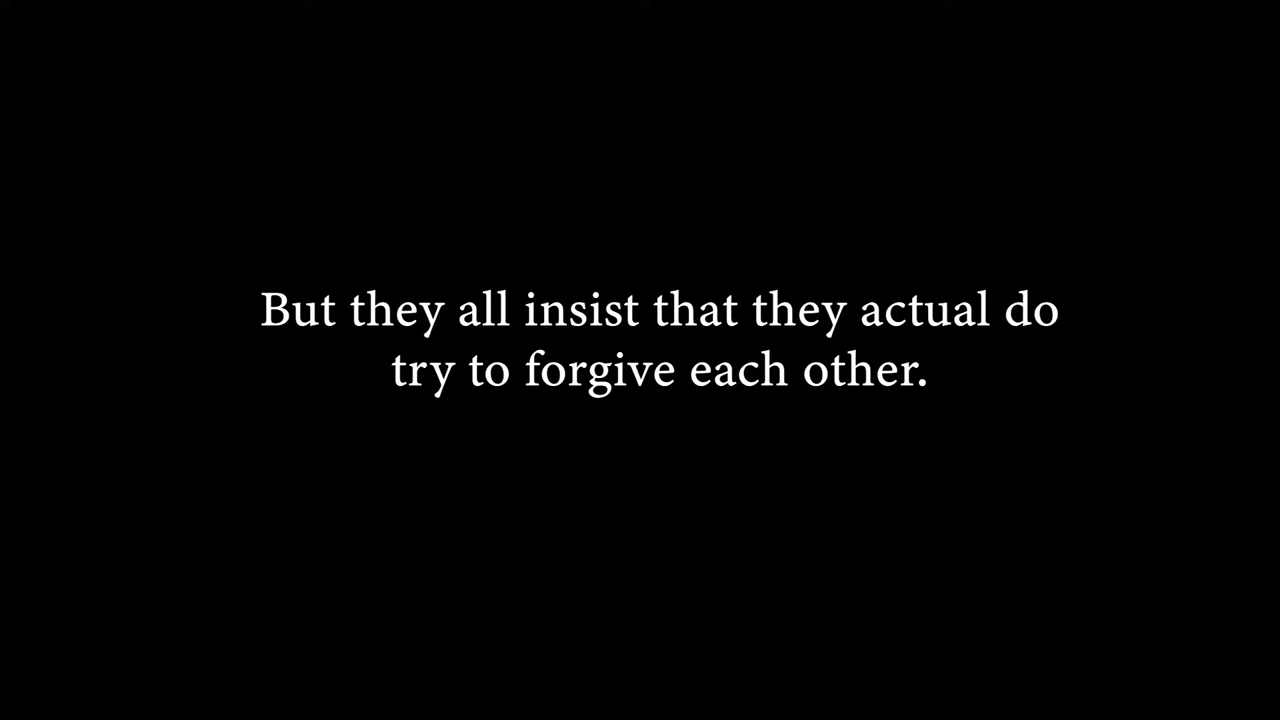 But they all insist that they actual do
try to forgive each other.